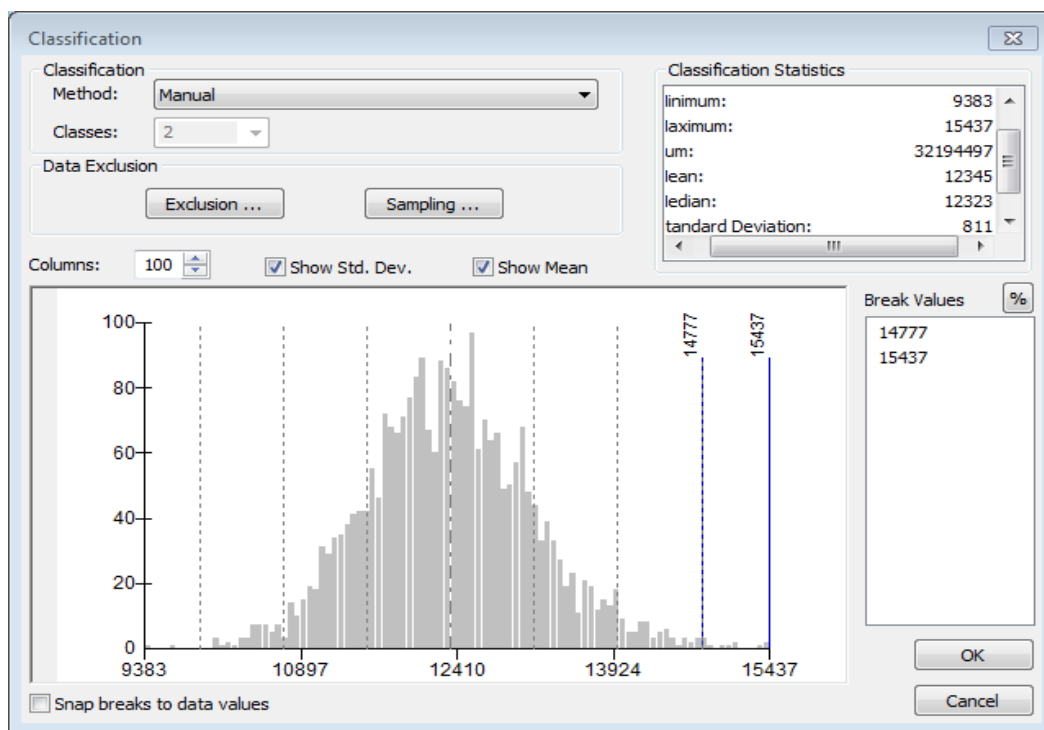 Classification
Classification
Method: Manual
Classes: 2
Data Exclusion
Exclusion ... Sampling ...
Classification Statistics
linimum: 9383
laximum: 15437
um: 32194497
lean: 12345
ledian: 12323
tandard Deviation: 811
Columns: 100 Show Std. Dev. Show Mean
Break Values %
14777
15437
100
80
60
40
20
0
14777
15437
9383 10897 12410 13924 15437
Snap breaks to data values
OK
Cancel